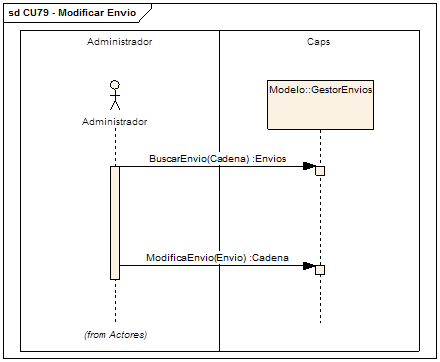 sd CU79 - Modificar Envio
Administrador
Caps
Modelo::GestorEnvios
Administrador
BuscarEnvio(Cadena) :Envios
ModificaEnvio(Envio) :Cadena
(from Actores)